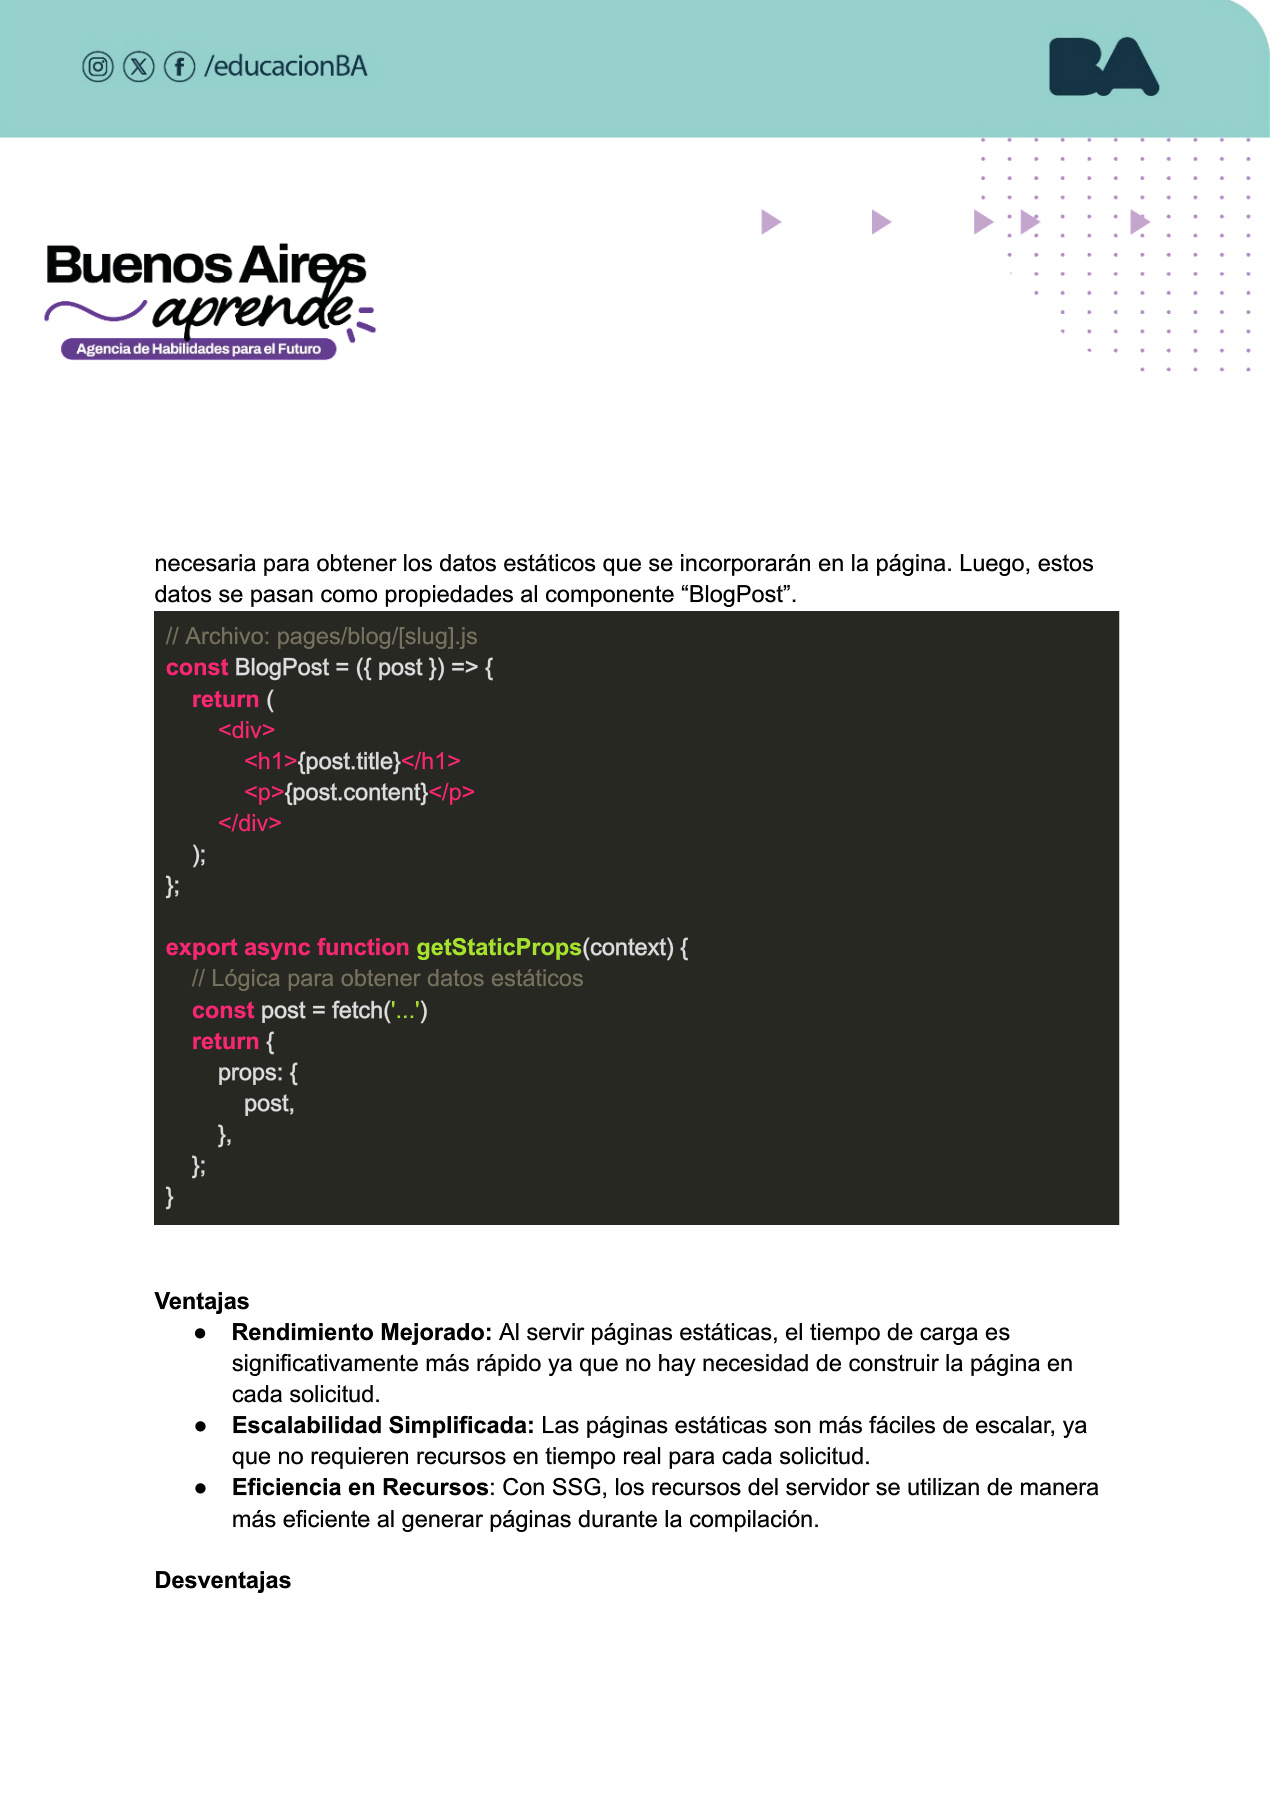 /educacionBA
BA
Buenos Aires
aprende
Agencia de Habilidades para el Futuro
necesaria para obtener los datos estáticos que se incorporarán en la página. Luego, estos
datos se pasan como propiedades al componente “BlogPost”.
// Archivo: pages/blog/[slug].js
const BlogPost = ({ post }) => {
return (
<div>
<h1>{post.title}</h1>
<p>{post.content}</p>
</div>
);
};
export async function getStaticProps(context) {
// Lógica para obtener datos estáticos
const post = fetch('...')
return {
props: {
post,
},
};
}
Ventajas
● Rendimiento Mejorado: Al servir páginas estáticas, el tiempo de carga es
significativamente más rápido ya que no hay necesidad de construir la página en
cada solicitud.
● Escalabilidad Simplificada: Las páginas estáticas son más fáciles de escalar, ya
que no requieren recursos en tiempo real para cada solicitud.
● Eficiencia en Recursos: Con SSG, los recursos del servidor se utilizan de manera
más eficiente al generar páginas durante la compilación.
Desventajas